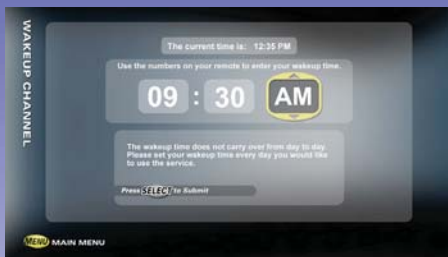 WAKEUP CHANNEL
The current time is: 12:35 PM
Use the numbers on your remote to enter your wakeup time.
09 : 30 AM
The wakeup time does not carry over from day to day.
Please set your wakeup time every day you would like
to use the service.
Press SELECT to Submit
MENU MAIN MENU